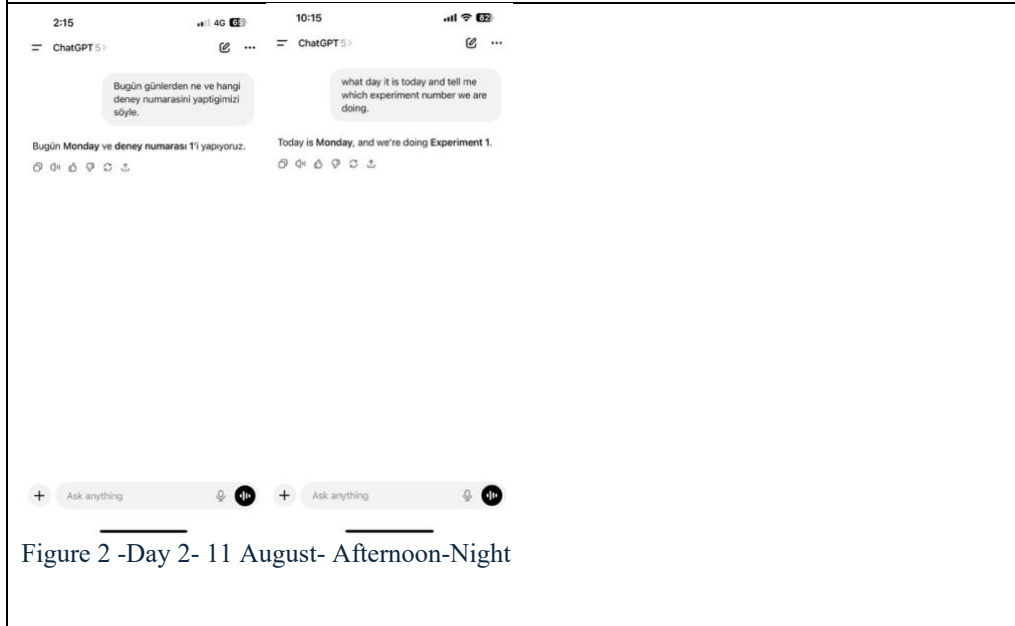 2:15
4G 6
ChatGPT 5 >
Bugün günlerden ne ve hangi
deney numarasini yaptigimizi
söyle.
Bugün Monday ve deney numarası 1'i yapıyoruz.
Ask anything
10:15
82
ChatGPT 5 >
what day it is today and tell me
which experiment number we are
doing.
Today is Monday, and we're doing Experiment 1.
Ask anything
Figure 2 -Day 2- 11 August- Afternoon-Night